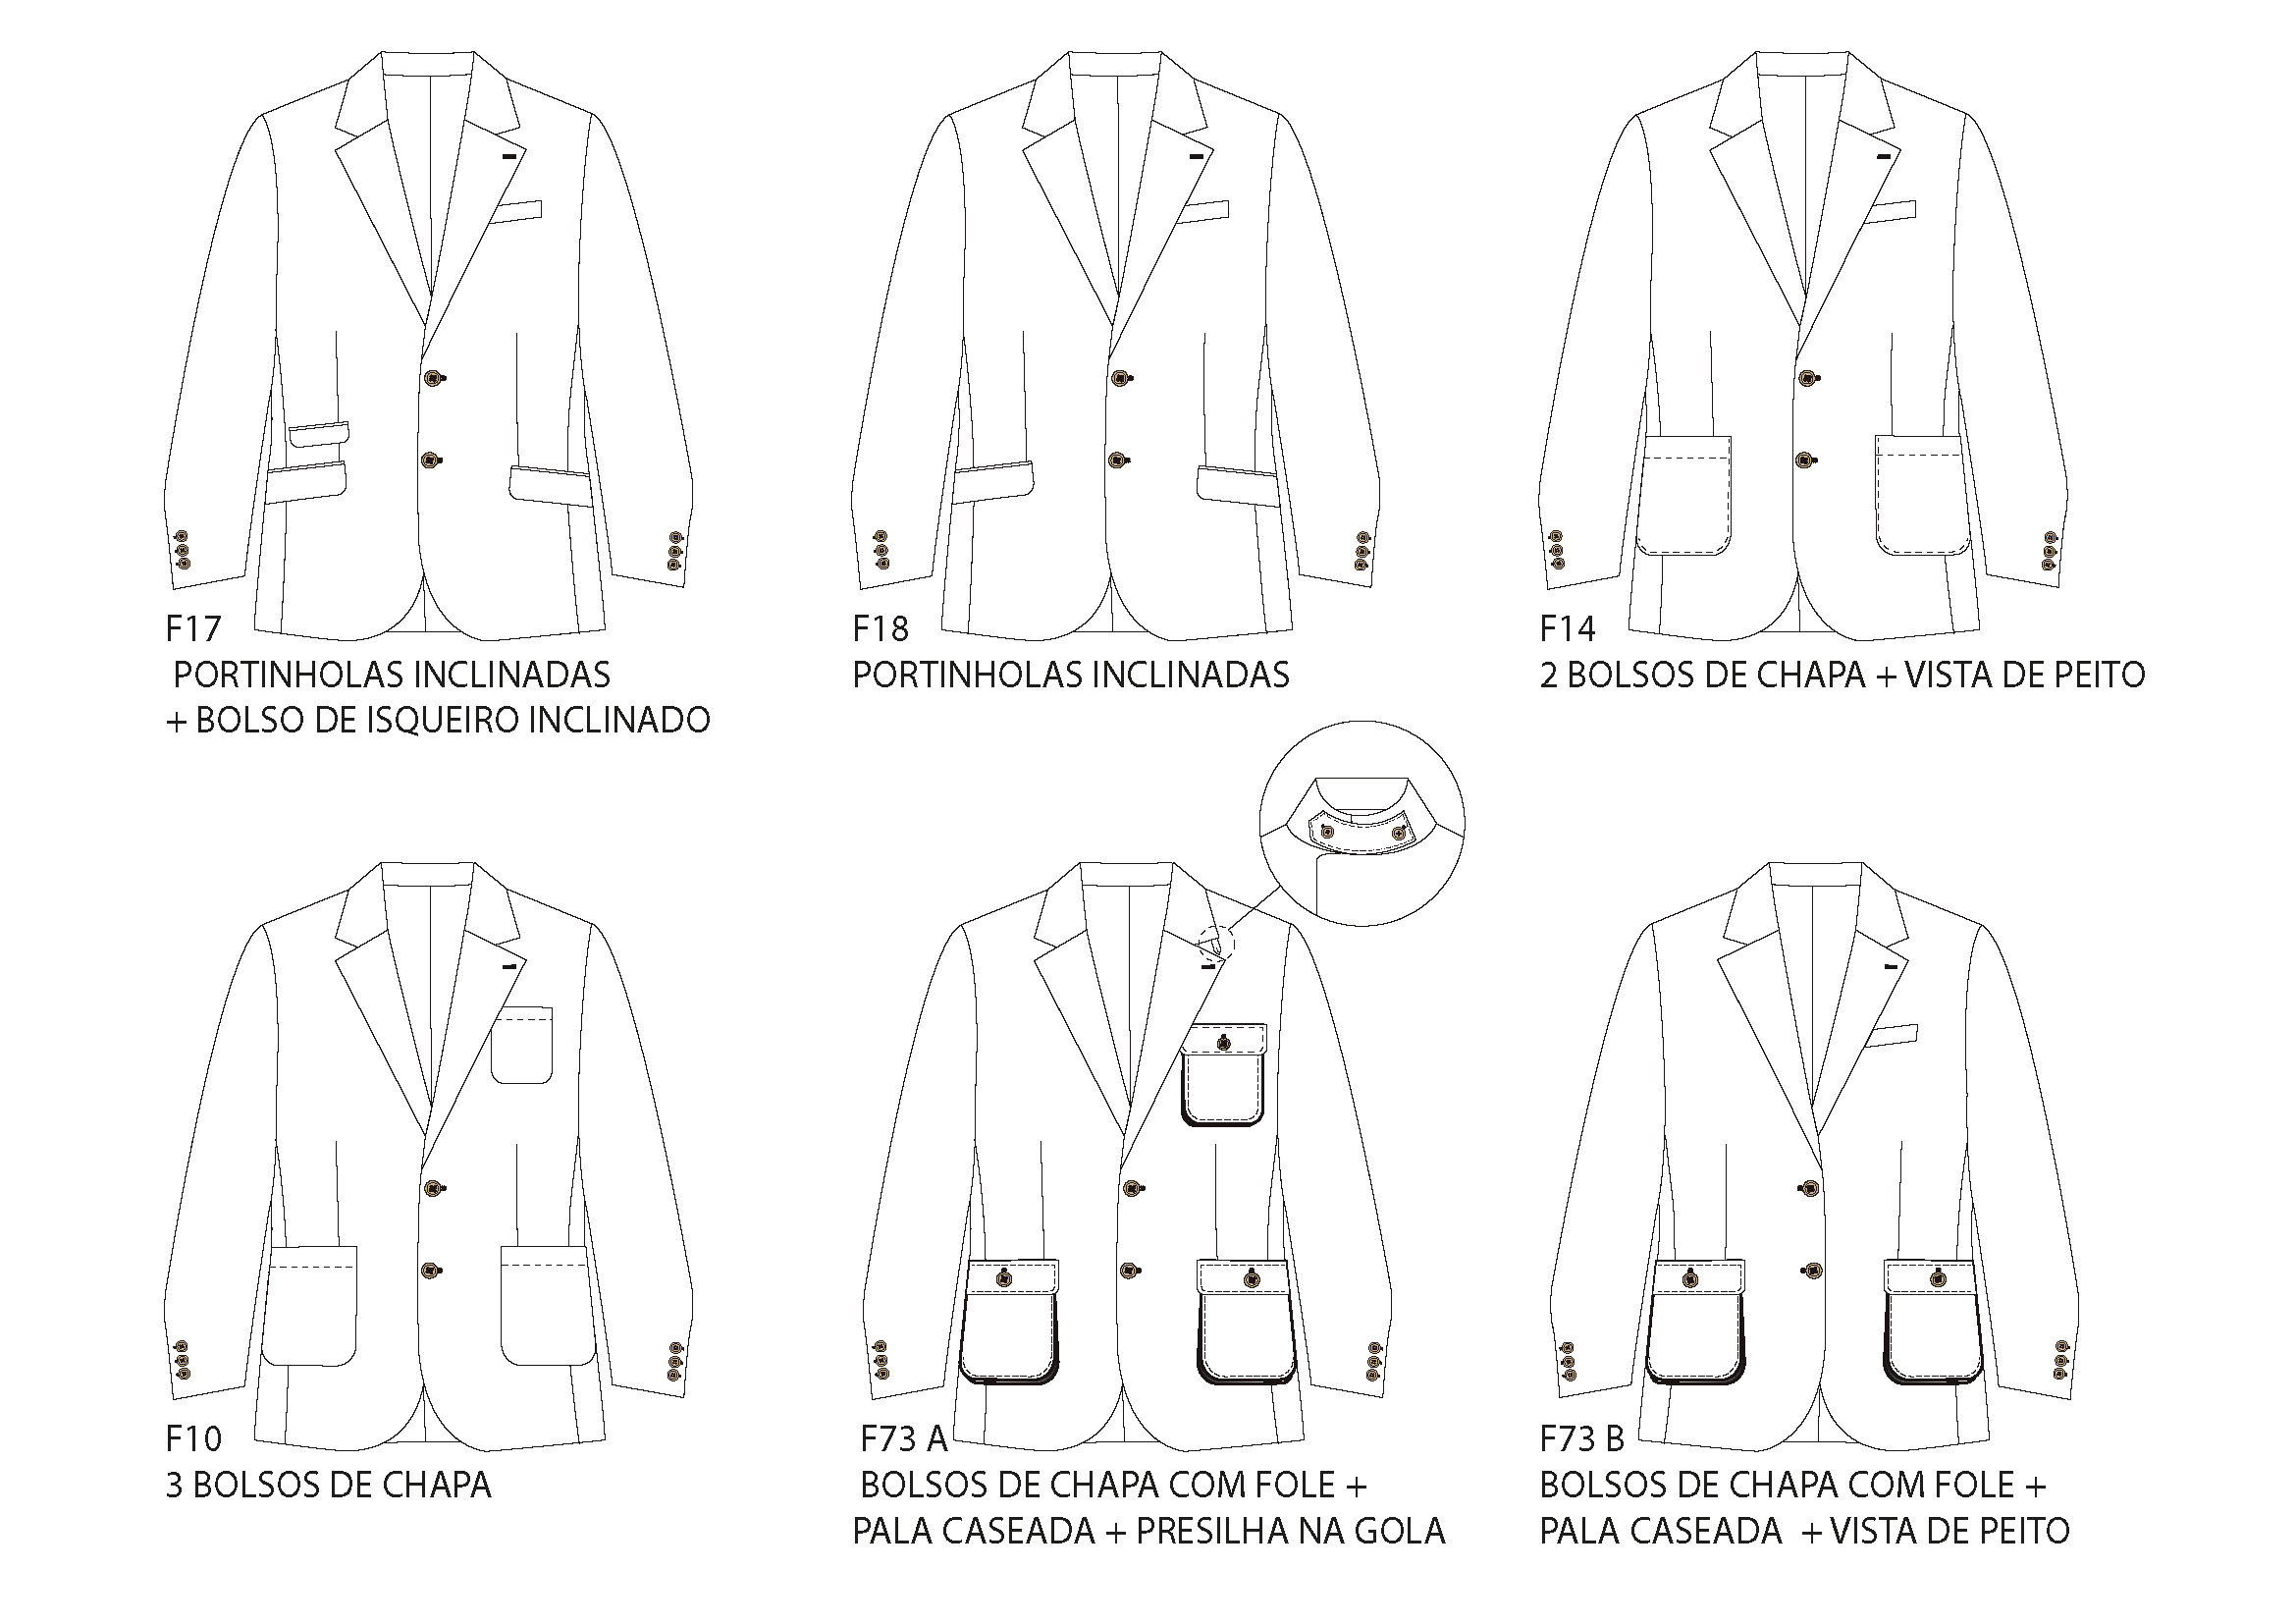 F17
PORTINHOLAS INCLINADAS
+ BOLSO DE ISQUEIRO INCLINADO
F18
PORTINHOLAS INCLINADAS
F14
2 BOLSOS DE CHAPA + VISTA DE PEITO
F10
3 BOLSOS DE CHAPA
F73 A
BOLSOS DE CHAPA COM FOLE +
PALA CASEADA + PRESILHA NA GOLA
F73 B
BOLSOS DE CHAPA COM FOLE +
PALA CASEADA + VISTA DE PEITO